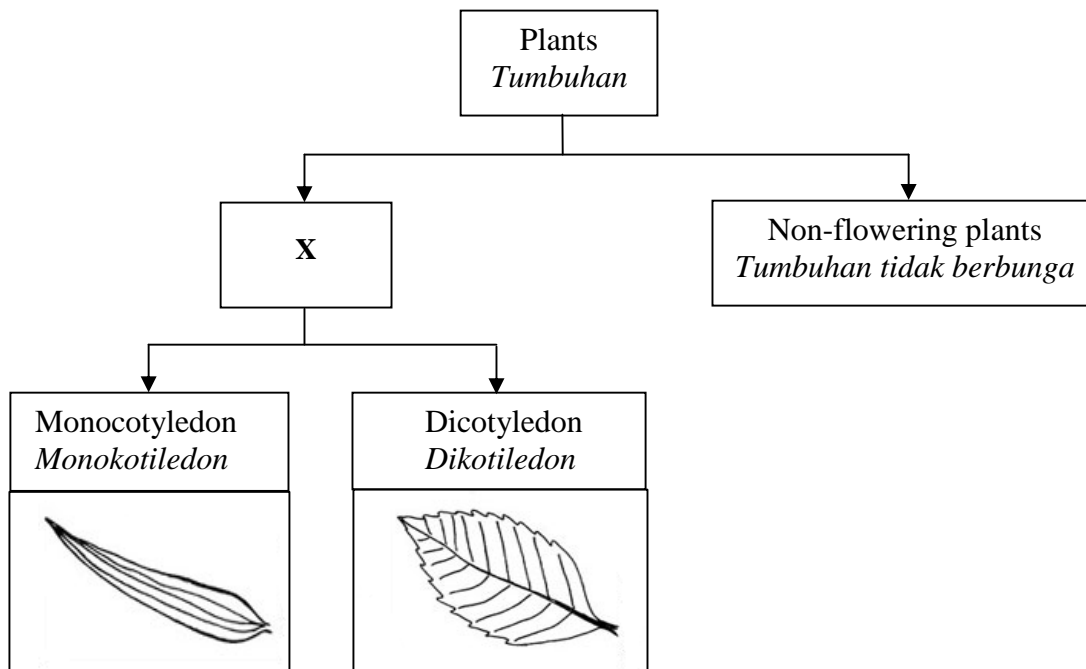 Plants
Tumbuhan
X
Non-flowering plants
Tumbuhan tidak berbunga
Monocotyledon
Monokotiledon
Dicotyledon
Dikotiledon